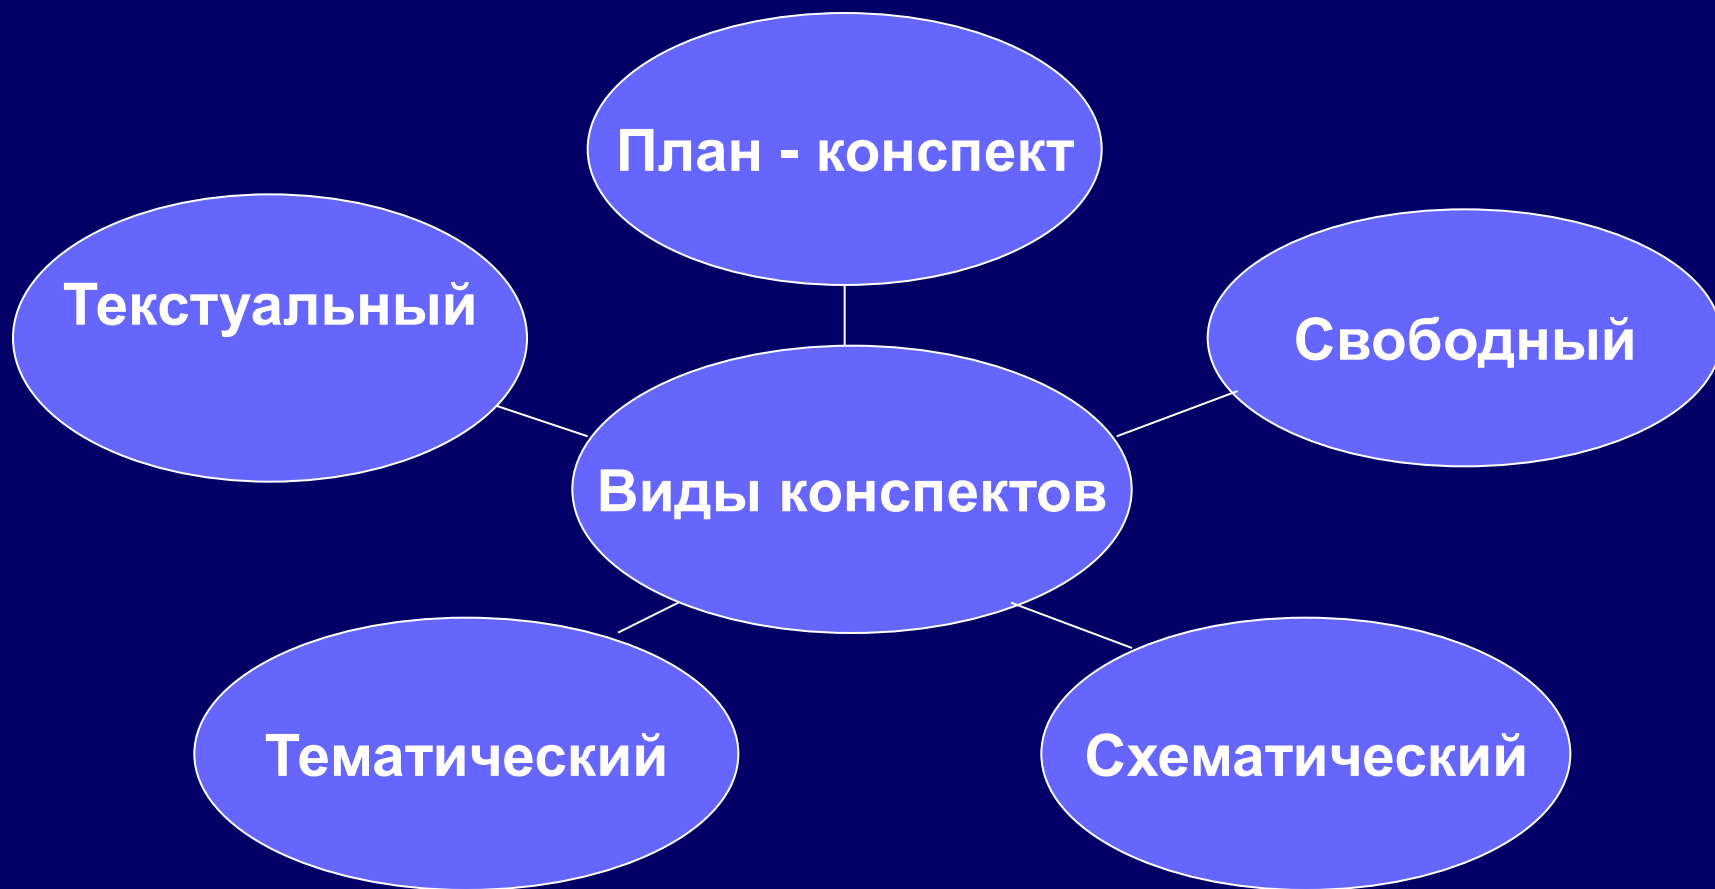 План - конспект
Текстуальный
Свободный
Виды конспектов
Тематический
Схематический